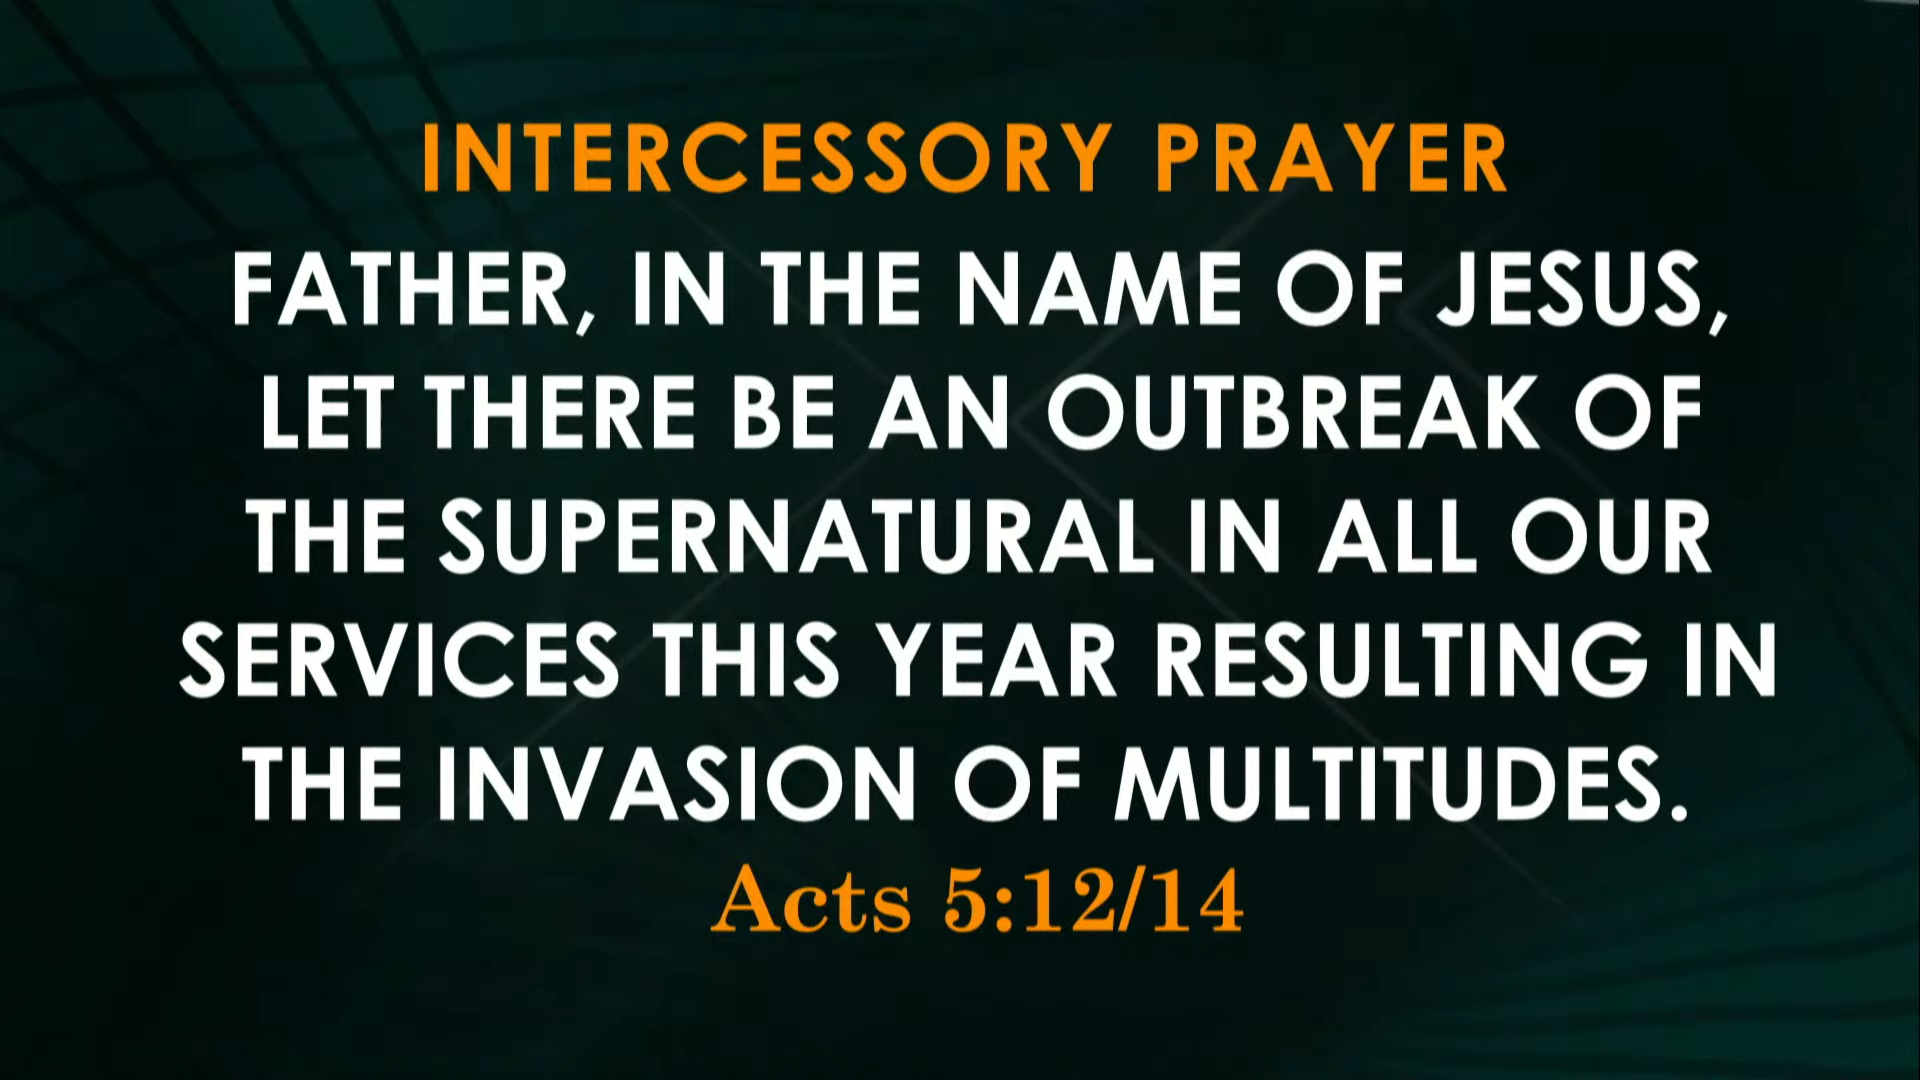 INTERCESSORY PRAYER
FATHER, IN THE NAME OF JESUS,
LET THERE BE AN OUTBREAK OF
THE SUPERNATURAL IN ALL OUR
SERVICES THIS YEAR RESULTING IN
THE INVASION OF MULTITUDES.
Acts 5:12/14